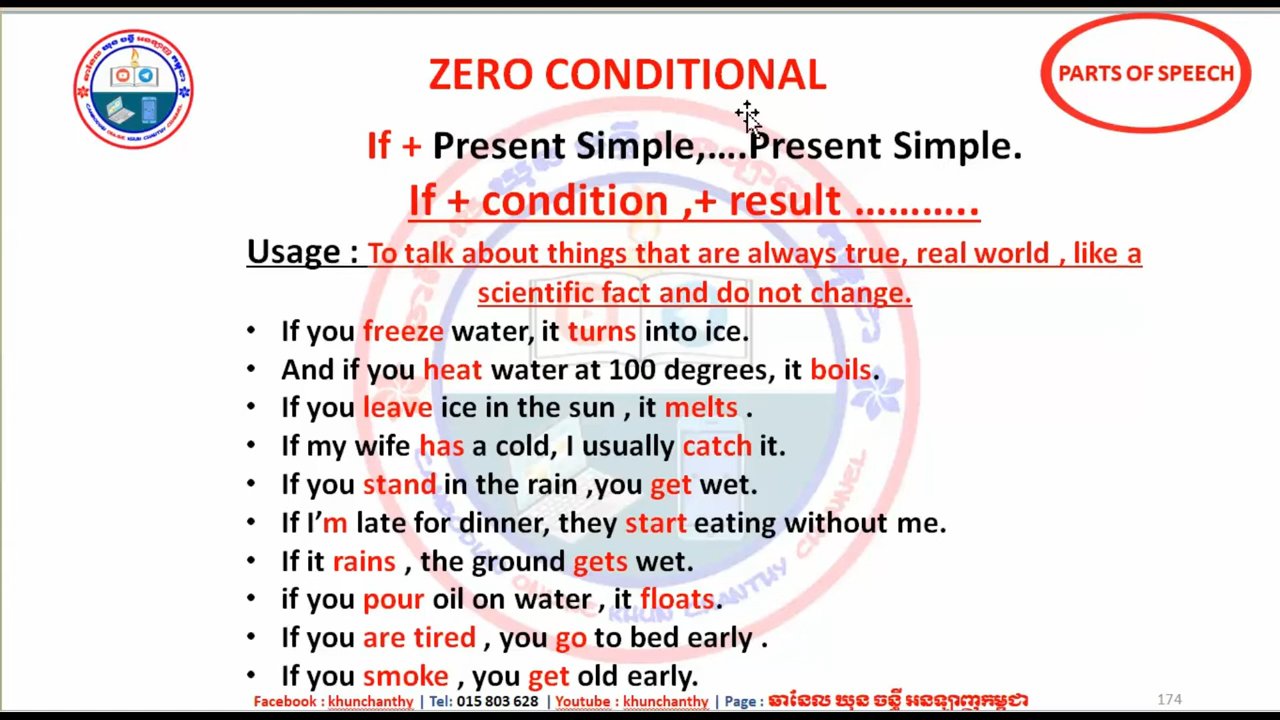 ZERO CONDITIONAL
PARTS OF SPEECH
If + Present Simple,....Present Simple.
If + condition ,+ result ………..
Usage : To talk about things that are always true, real world , like a
scientific fact and do not change.
• If you freeze water, it turns into ice.
• And if you heat water at 100 degrees, it boils.
• If you leave ice in the sun , it melts .
• If my wife has a cold, I usually catch it.
• If you stand in the rain ,you get wet.
• If I’m late for dinner, they start eating without me.
• If it rains , the ground gets wet.
• if you pour oil on water , it floats.
• If you are tired , you go to bed early .
• If you smoke , you get old early.
Facebook : khunchanthy | Tel: 015 803 628 | Youtube : khunchanthy | Page : ឆានែល ឃុន ចន្ធី អនឡាញកម្ពុជា
174